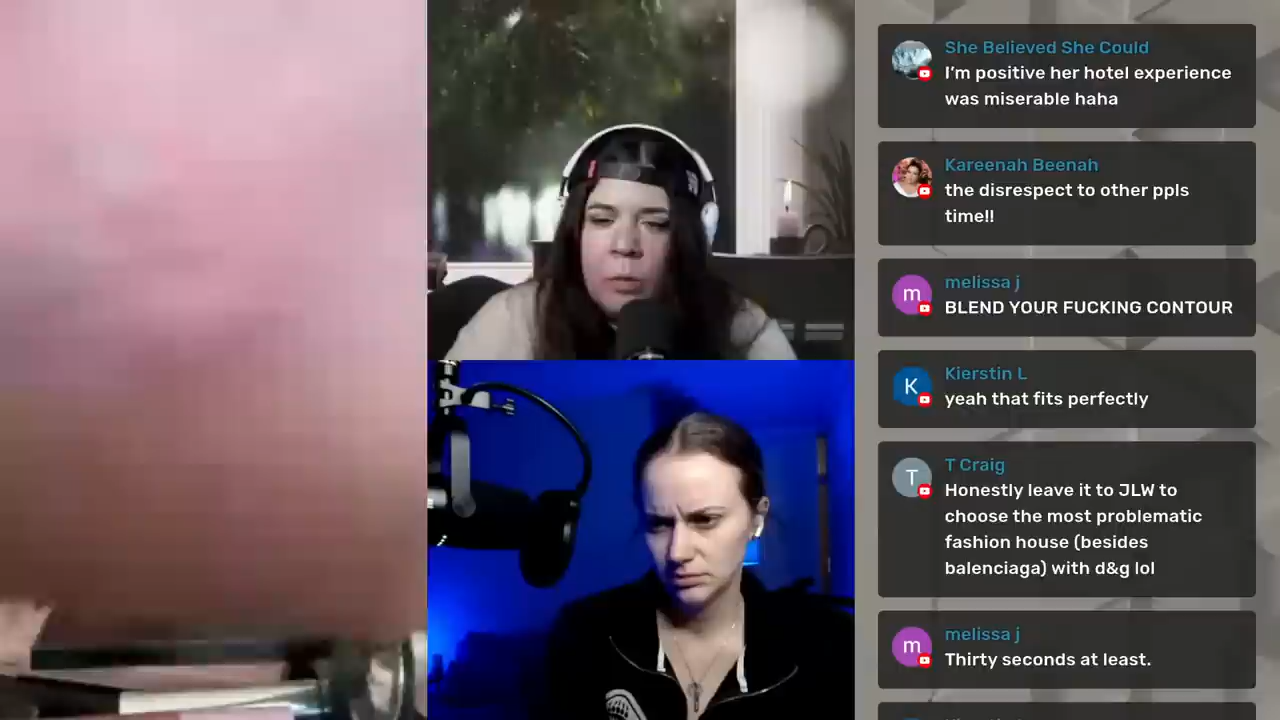 She Believed She Could
I'm positive her hotel experience
was miserable haha
Kareenah Beenah
the disrespect to other ppls
time!!
m
melissa j
BLEND YOUR FUCKING CONTOUR
K
Kierstin L
yeah that fits perfectly
T
T Craig
Honestly leave it to JLW to
choose the most problematic
fashion house (besides
balenciaga) with d&g lol
m
melissa j
Thirty seconds at least.